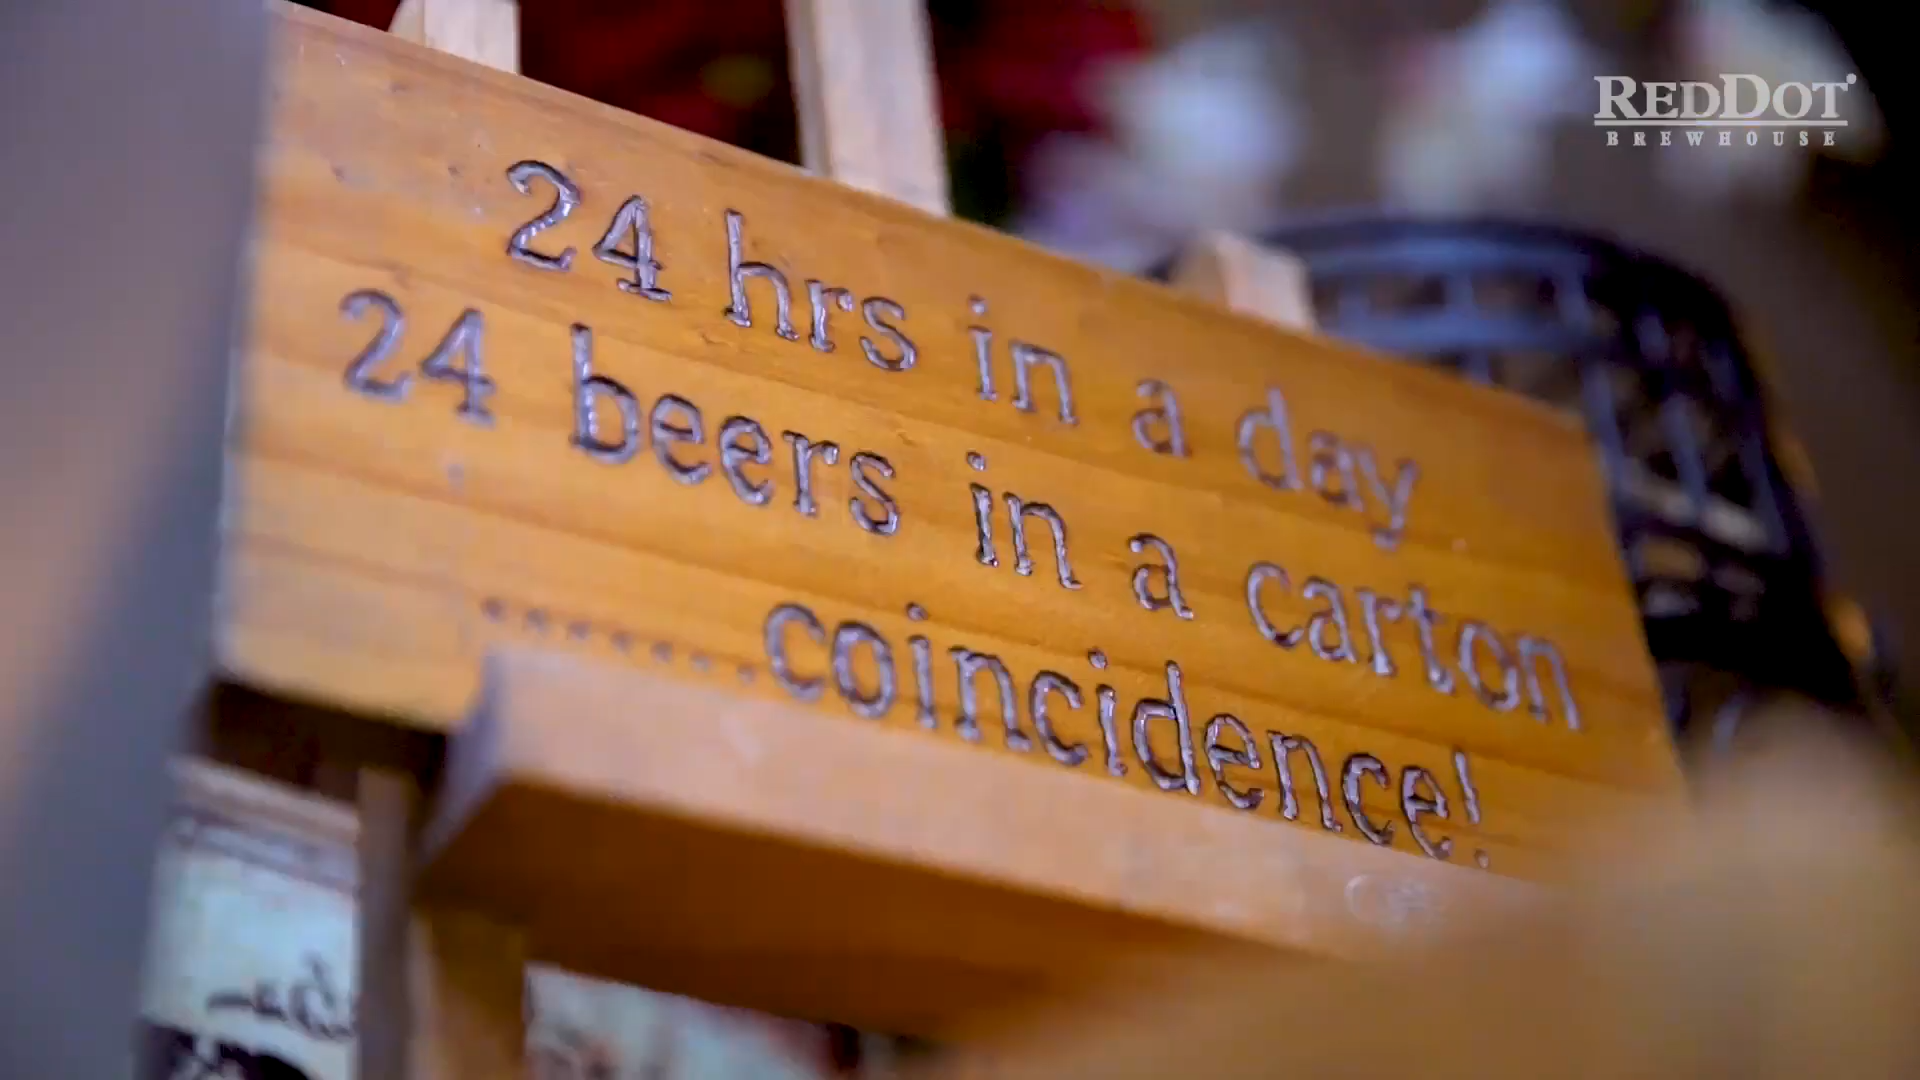 REDDOT
BREWHOUSE
24 hrs in a day
24 beers in a carton
........coincidence!